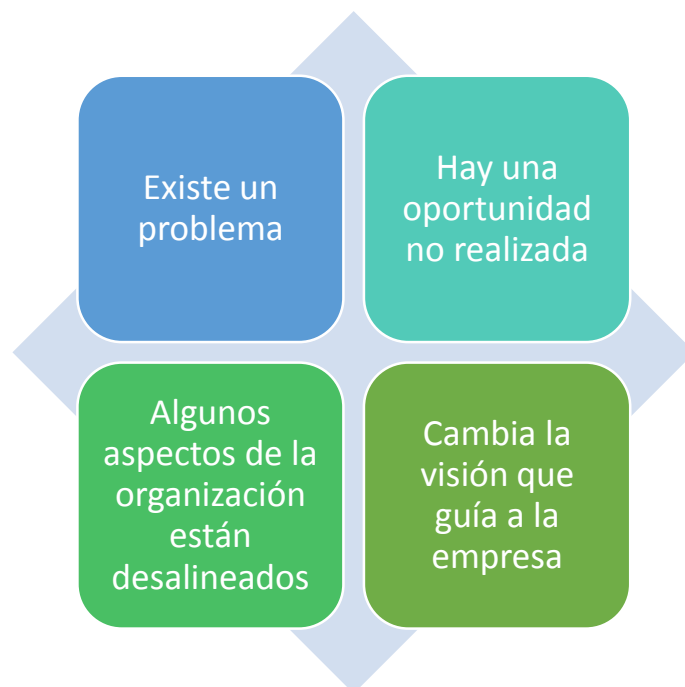 Existe un
problema
Hay una
oportunidad
no realizada
Algunos
aspectos de la
organización
están
desalineados
Cambia la
visión que
guía a la
empresa